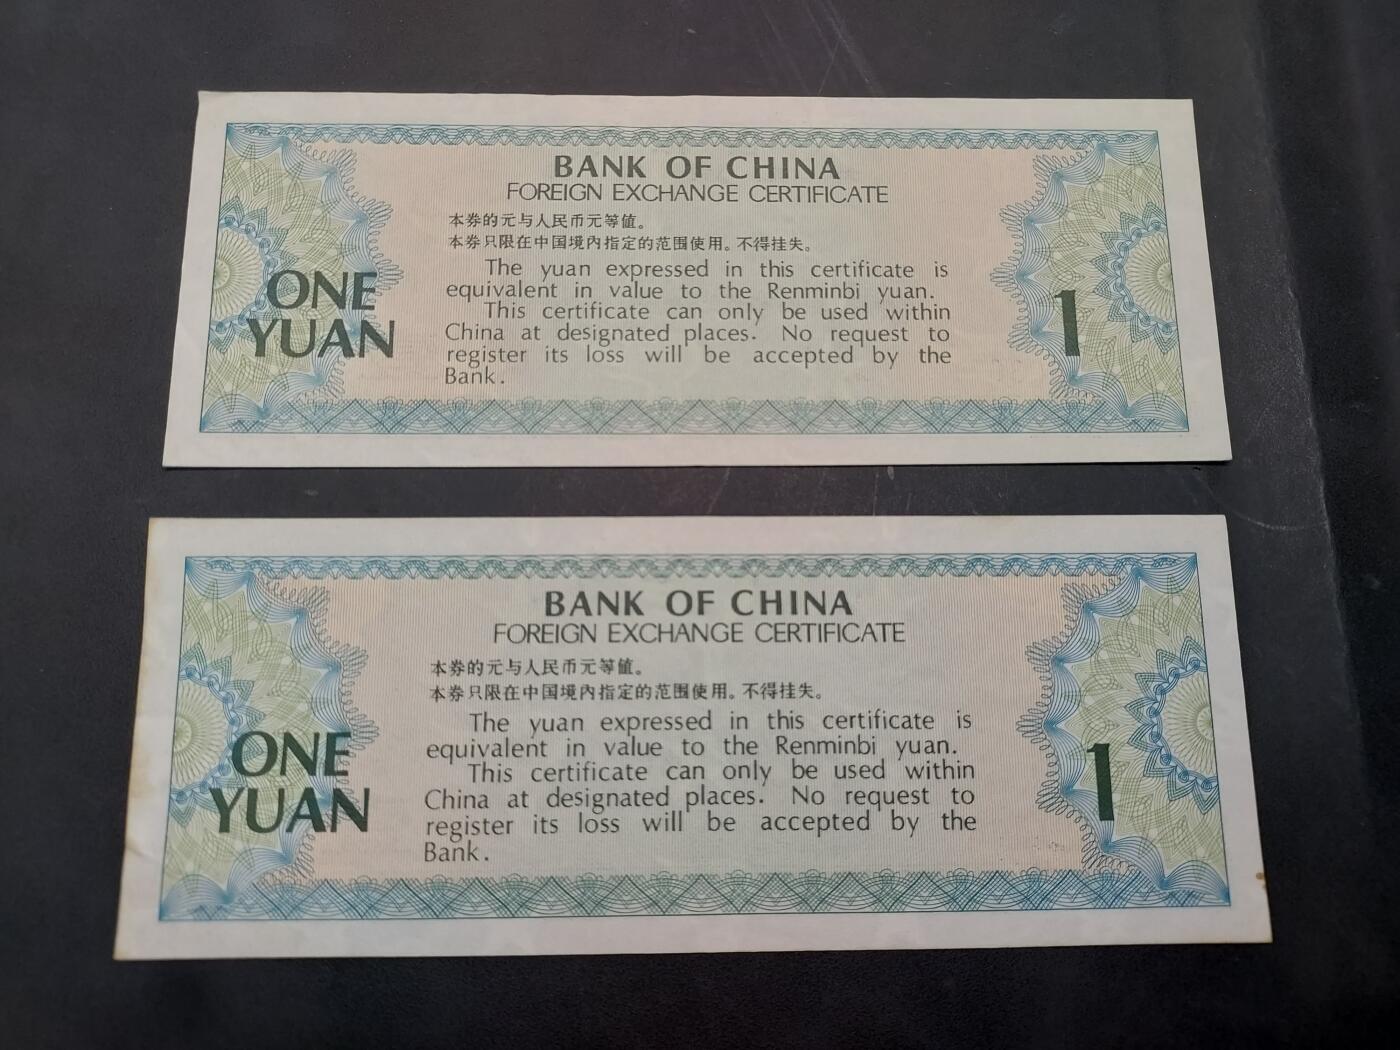 BANK OF CHINA
FOREIGN EXCHANGE CERTIFICATE
本券的元与人民币元等值。
本券只限在中国境内指定的范围使用。不得挂失。
The yuan expressed in this certificate is
equivalent in value to the Renminbi yuan.
This certificate can only be used within
China at designated places. No request to
register its loss will be accepted by the
Bank.
ONE
YUAN
1
BANK OF CHINA
FOREIGN EXCHANGE CERTIFICATE
本券的元与人民币元等值。
本券只限在中国境内指定的范围使用。不得挂失。
The yuan expressed in this certificate is
equivalent in value to the Renminbi yuan.
This certificate can only be used within
China at designated places. No request to
register its loss will be accepted by the
Bank.
ONE
YUAN
1